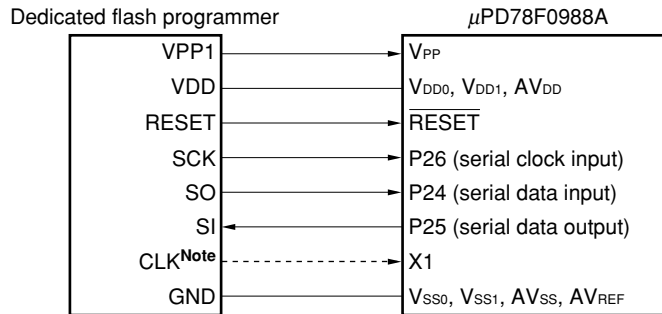 Dedicated flash programmer μPD78F0988A
VPP1 VPP
VDD VDD0, VDD1, AVDD
RESET RESET
SCK P26 (serial clock input)
SO P24 (serial data input)
SI P25 (serial data output)
CLKNote X1
GND VSS0, VSS1, AVSS, AVREF